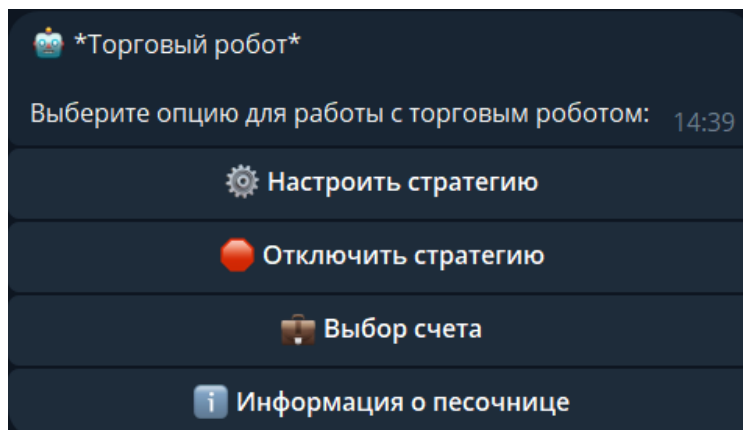 🤖 *Торговый робот*
Выберите опцию для работы с торговым роботом: 14:39
⚙️ Настроить стратегию
🛑 Отключить стратегию
💼 Выбор счета
ℹ️ Информация о песочнице